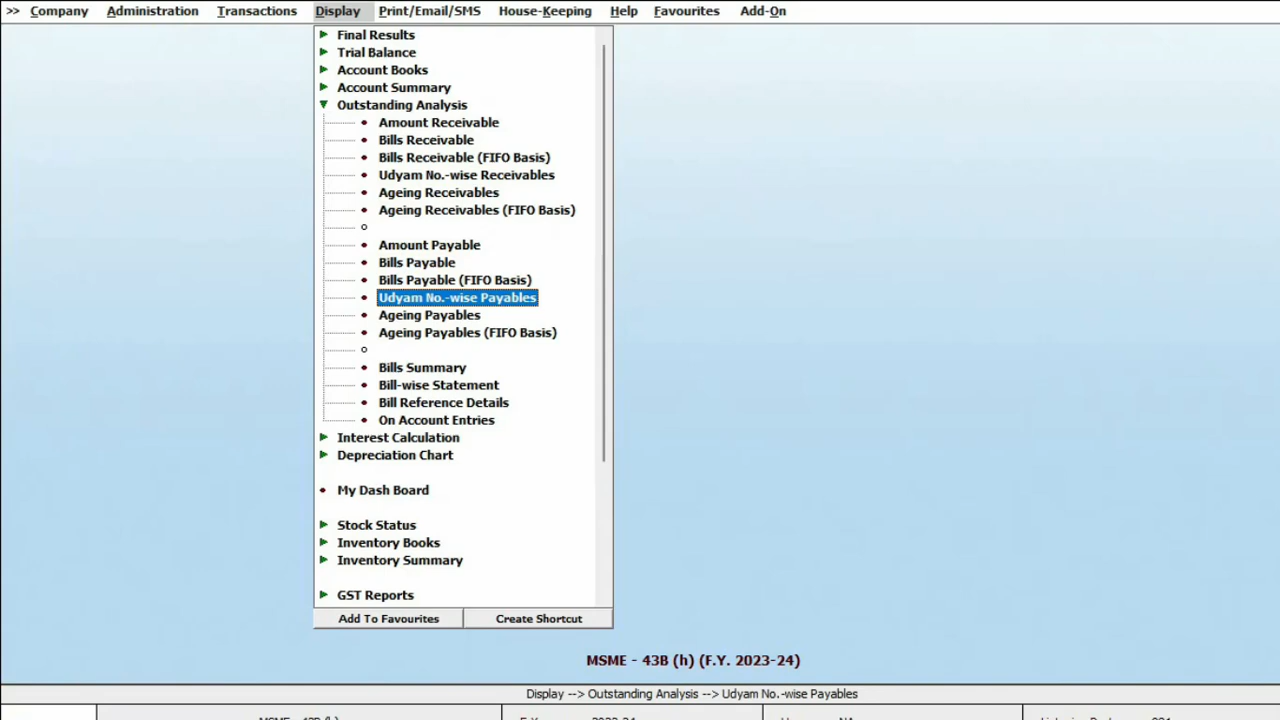 >> Company Administration Transactions Display Print/Email/SMS House-Keeping Help Favourites Add-On
Final Results
Trial Balance
Account Books
Account Summary
Outstanding Analysis
Amount Receivable
Bills Receivable
Bills Receivable (FIFO Basis)
Udyam No.-wise Receivables
Ageing Receivables
Ageing Receivables (FIFO Basis)
Amount Payable
Bills Payable
Bills Payable (FIFO Basis)
Udyam No.-wise Payables
Ageing Payables
Ageing Payables (FIFO Basis)
Bills Summary
Bill-wise Statement
Bill Reference Details
On Account Entries
Interest Calculation
Depreciation Chart
My Dash Board
Stock Status
Inventory Books
Inventory Summary
GST Reports
Add To Favourites Create Shortcut
MSME - 43B (h) (F.Y. 2023-24)
Display --> Outstanding Analysis --> Udyam No.-wise Payables